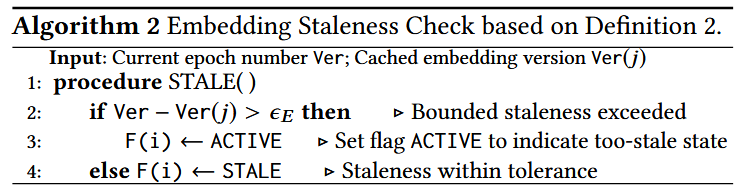 Algorithm 2 Embedding Staleness Check based on Definition 2.
Input: Current epoch number Ver; Cached embedding version Ver(j)
1: procedure STALE( )
2: if Ver − Ver(j) > ϵ_E then ▷ Bounded staleness exceeded
3: F(i) ← ACTIVE ▷ Set flag ACTIVE to indicate too-stale state
4: else F(i) ← STALE ▷ Staleness within tolerance